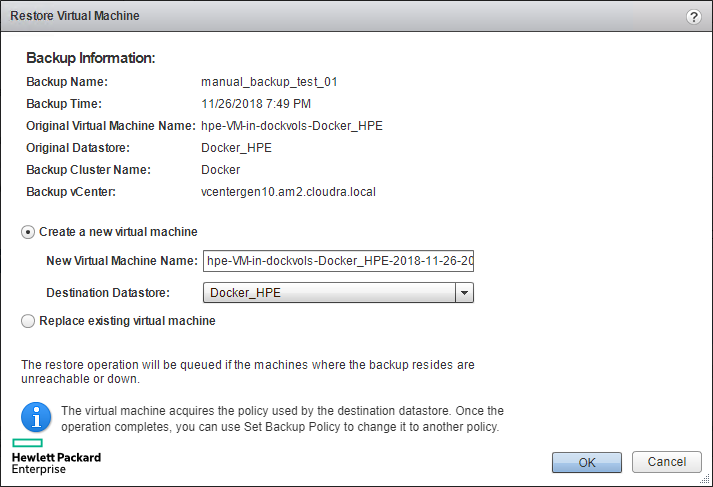 Restore Virtual Machine
?
Backup Information:
Backup Name: manual_backup_test_01
Backup Time: 11/26/2018 7:49 PM
Original Virtual Machine Name: hpe-VM-in-dockvols-Docker_HPE
Original Datastore: Docker_HPE
Backup Cluster Name: Docker
Backup vCenter: vcentergen10.am2.cloudra.local
Create a new virtual machine
New Virtual Machine Name: hpe-VM-in-dockvols-Docker_HPE-2018-11-26-20
Destination Datastore: Docker_HPE
Replace existing virtual machine
The restore operation will be queued if the machines where the backup resides are
unreachable or down.
i
The virtual machine acquires the policy used by the destination datastore. Once the
operation completes, you can use Set Backup Policy to change it to another policy.
Hewlett Packard
Enterprise
OK Cancel